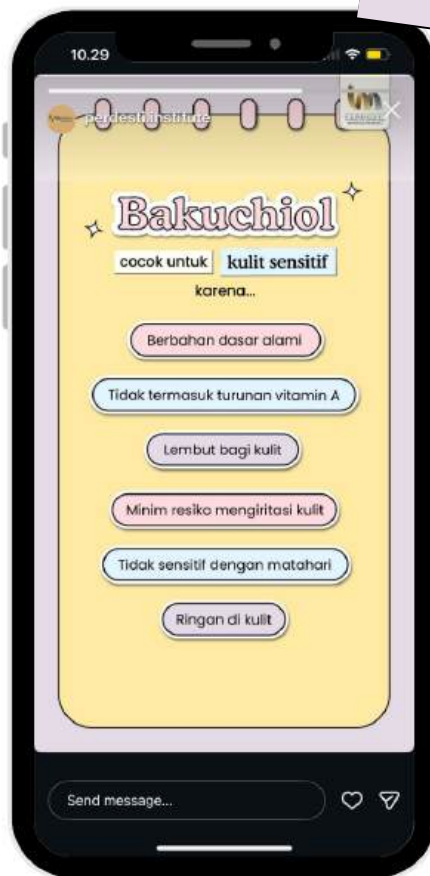 10.29
perdesti.institute
im
Bakuchiol
cocok untuk kulit sensitif
karena...
Berbahan dasar alami
Tidak termasuk turunan vitamin A
Lembut bagi kulit
Minim resiko mengiritasi kulit
Tidak sensitif dengan matahari
Ringan di kulit
Send message...